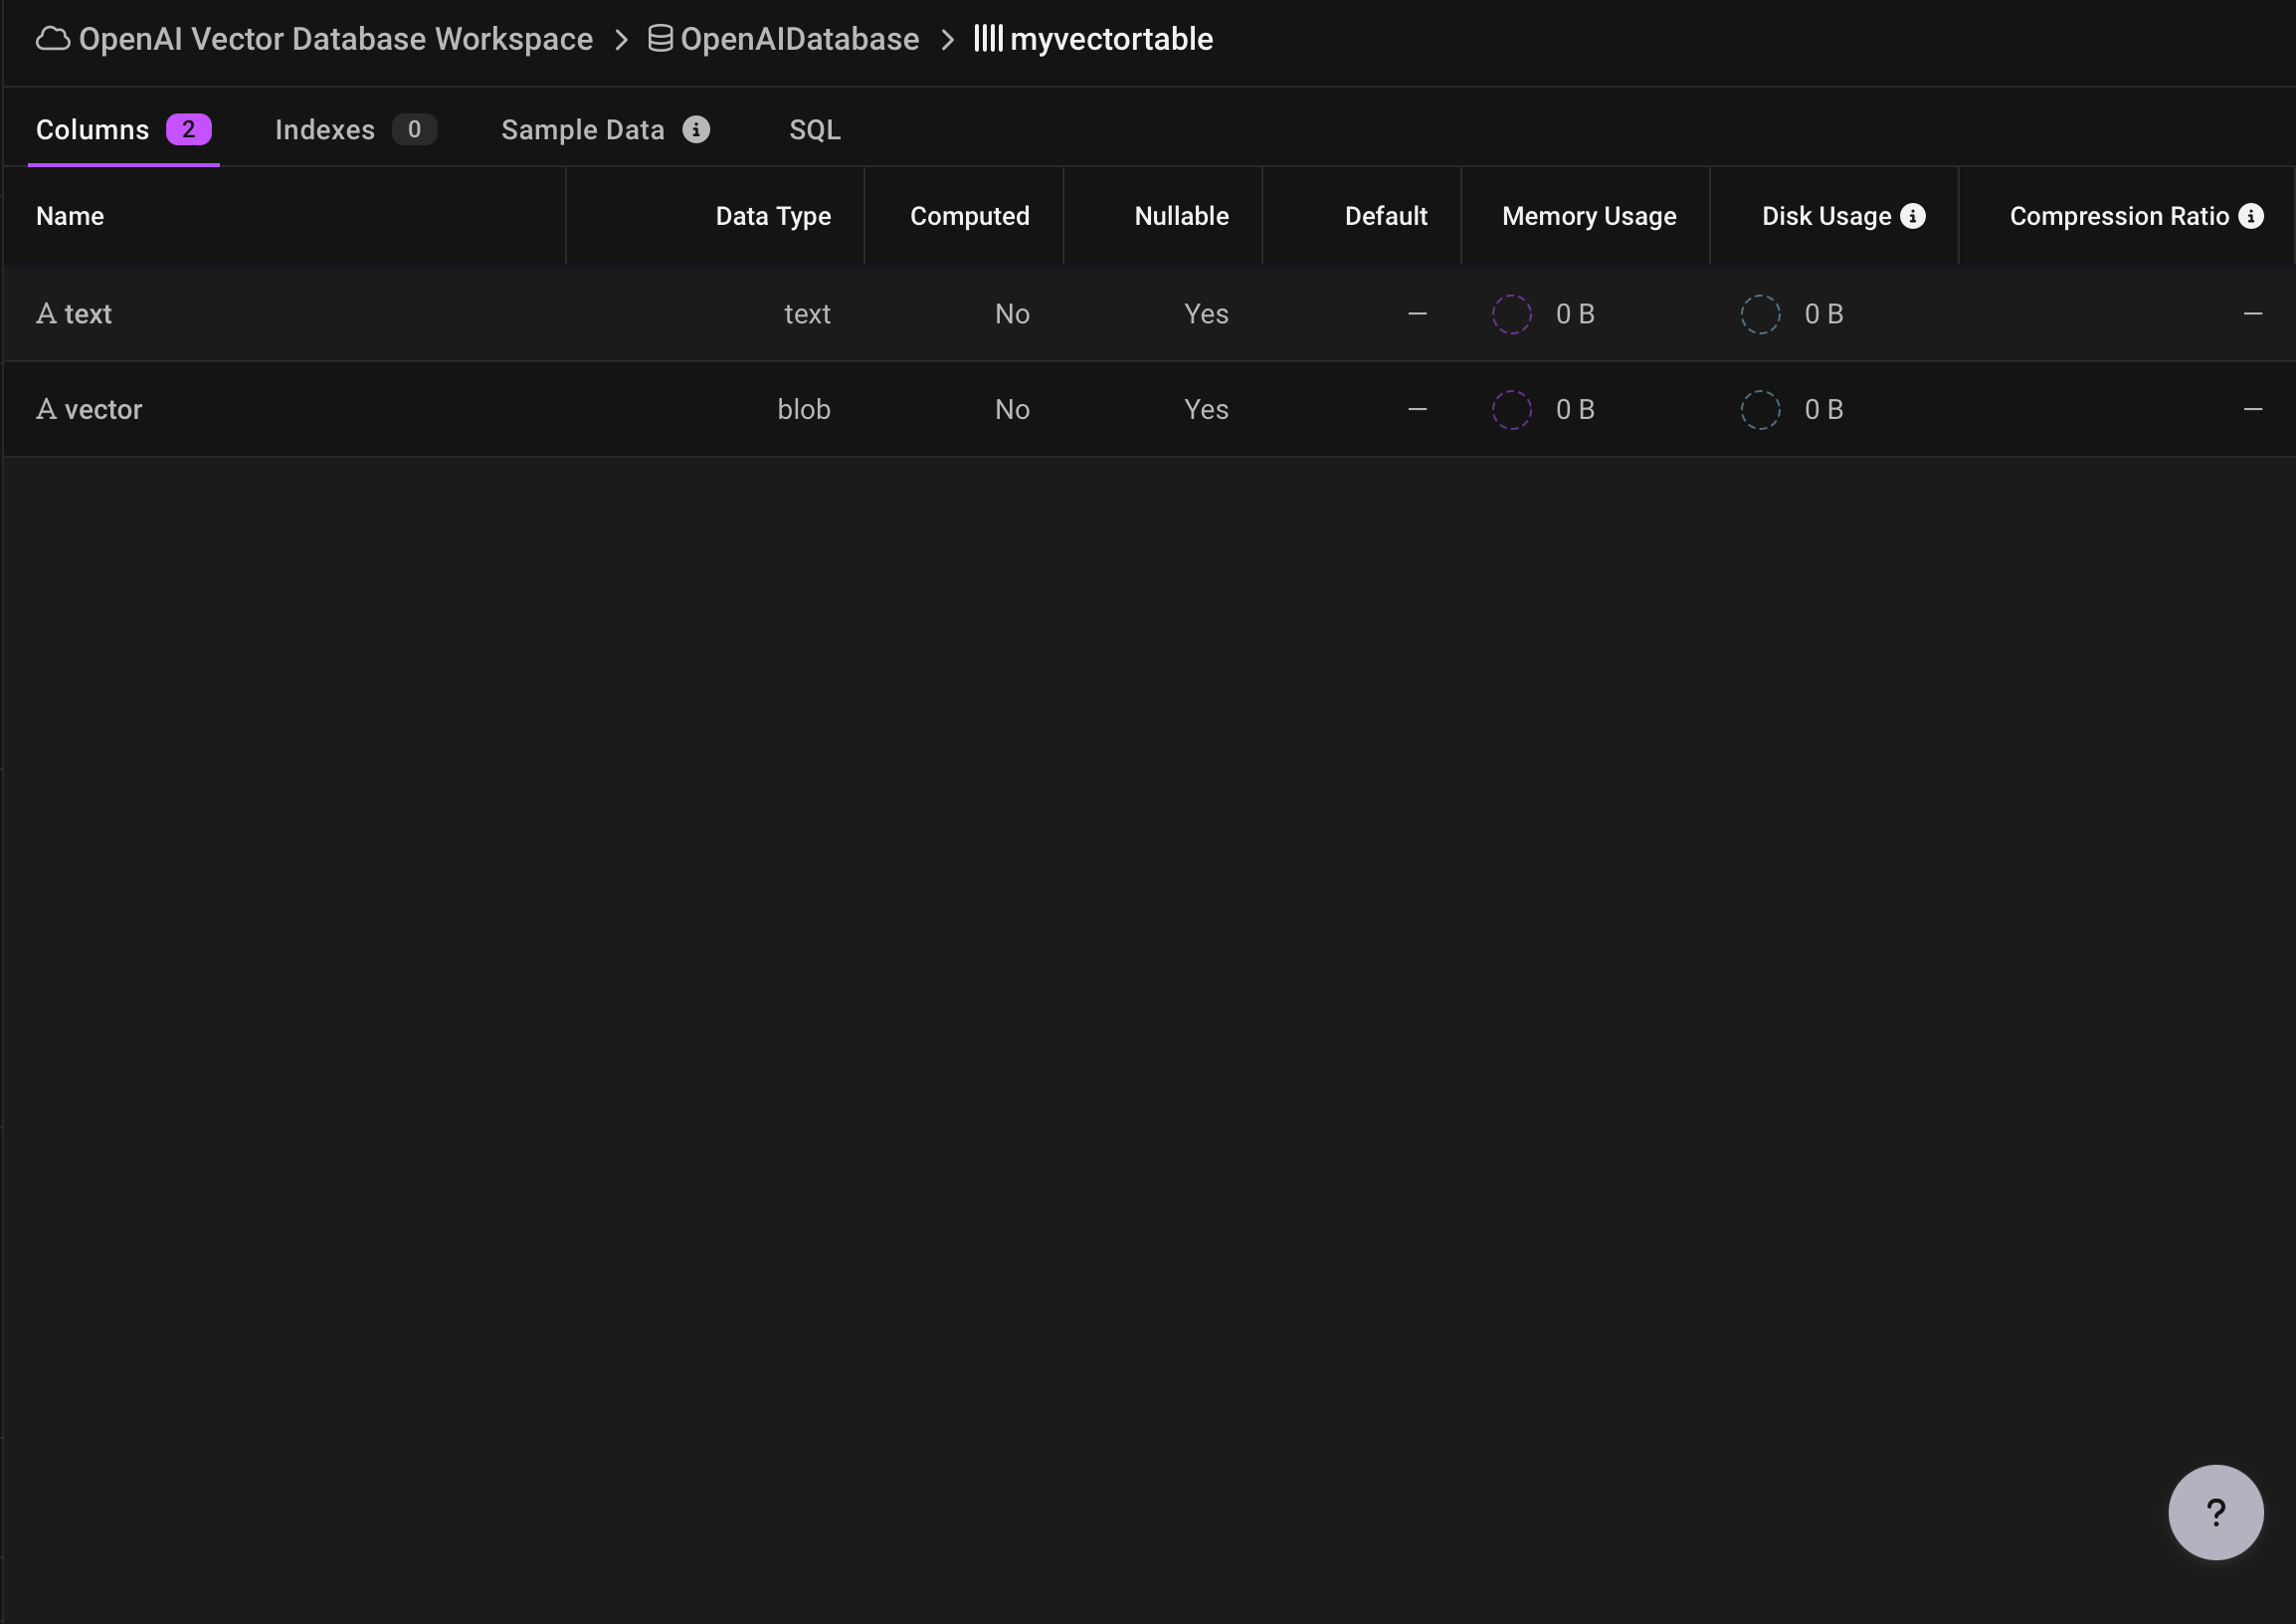 OpenAI Vector Database Workspace > OpenAIDatabase > myvectortable
Columns 2 Indexes 0 Sample Data i SQL
Name Data Type Computed Nullable Default Memory Usage Disk Usage i Compression Ratio i
A text text No Yes — 0 B 0 B —
A vector blob No Yes — 0 B 0 B —
?